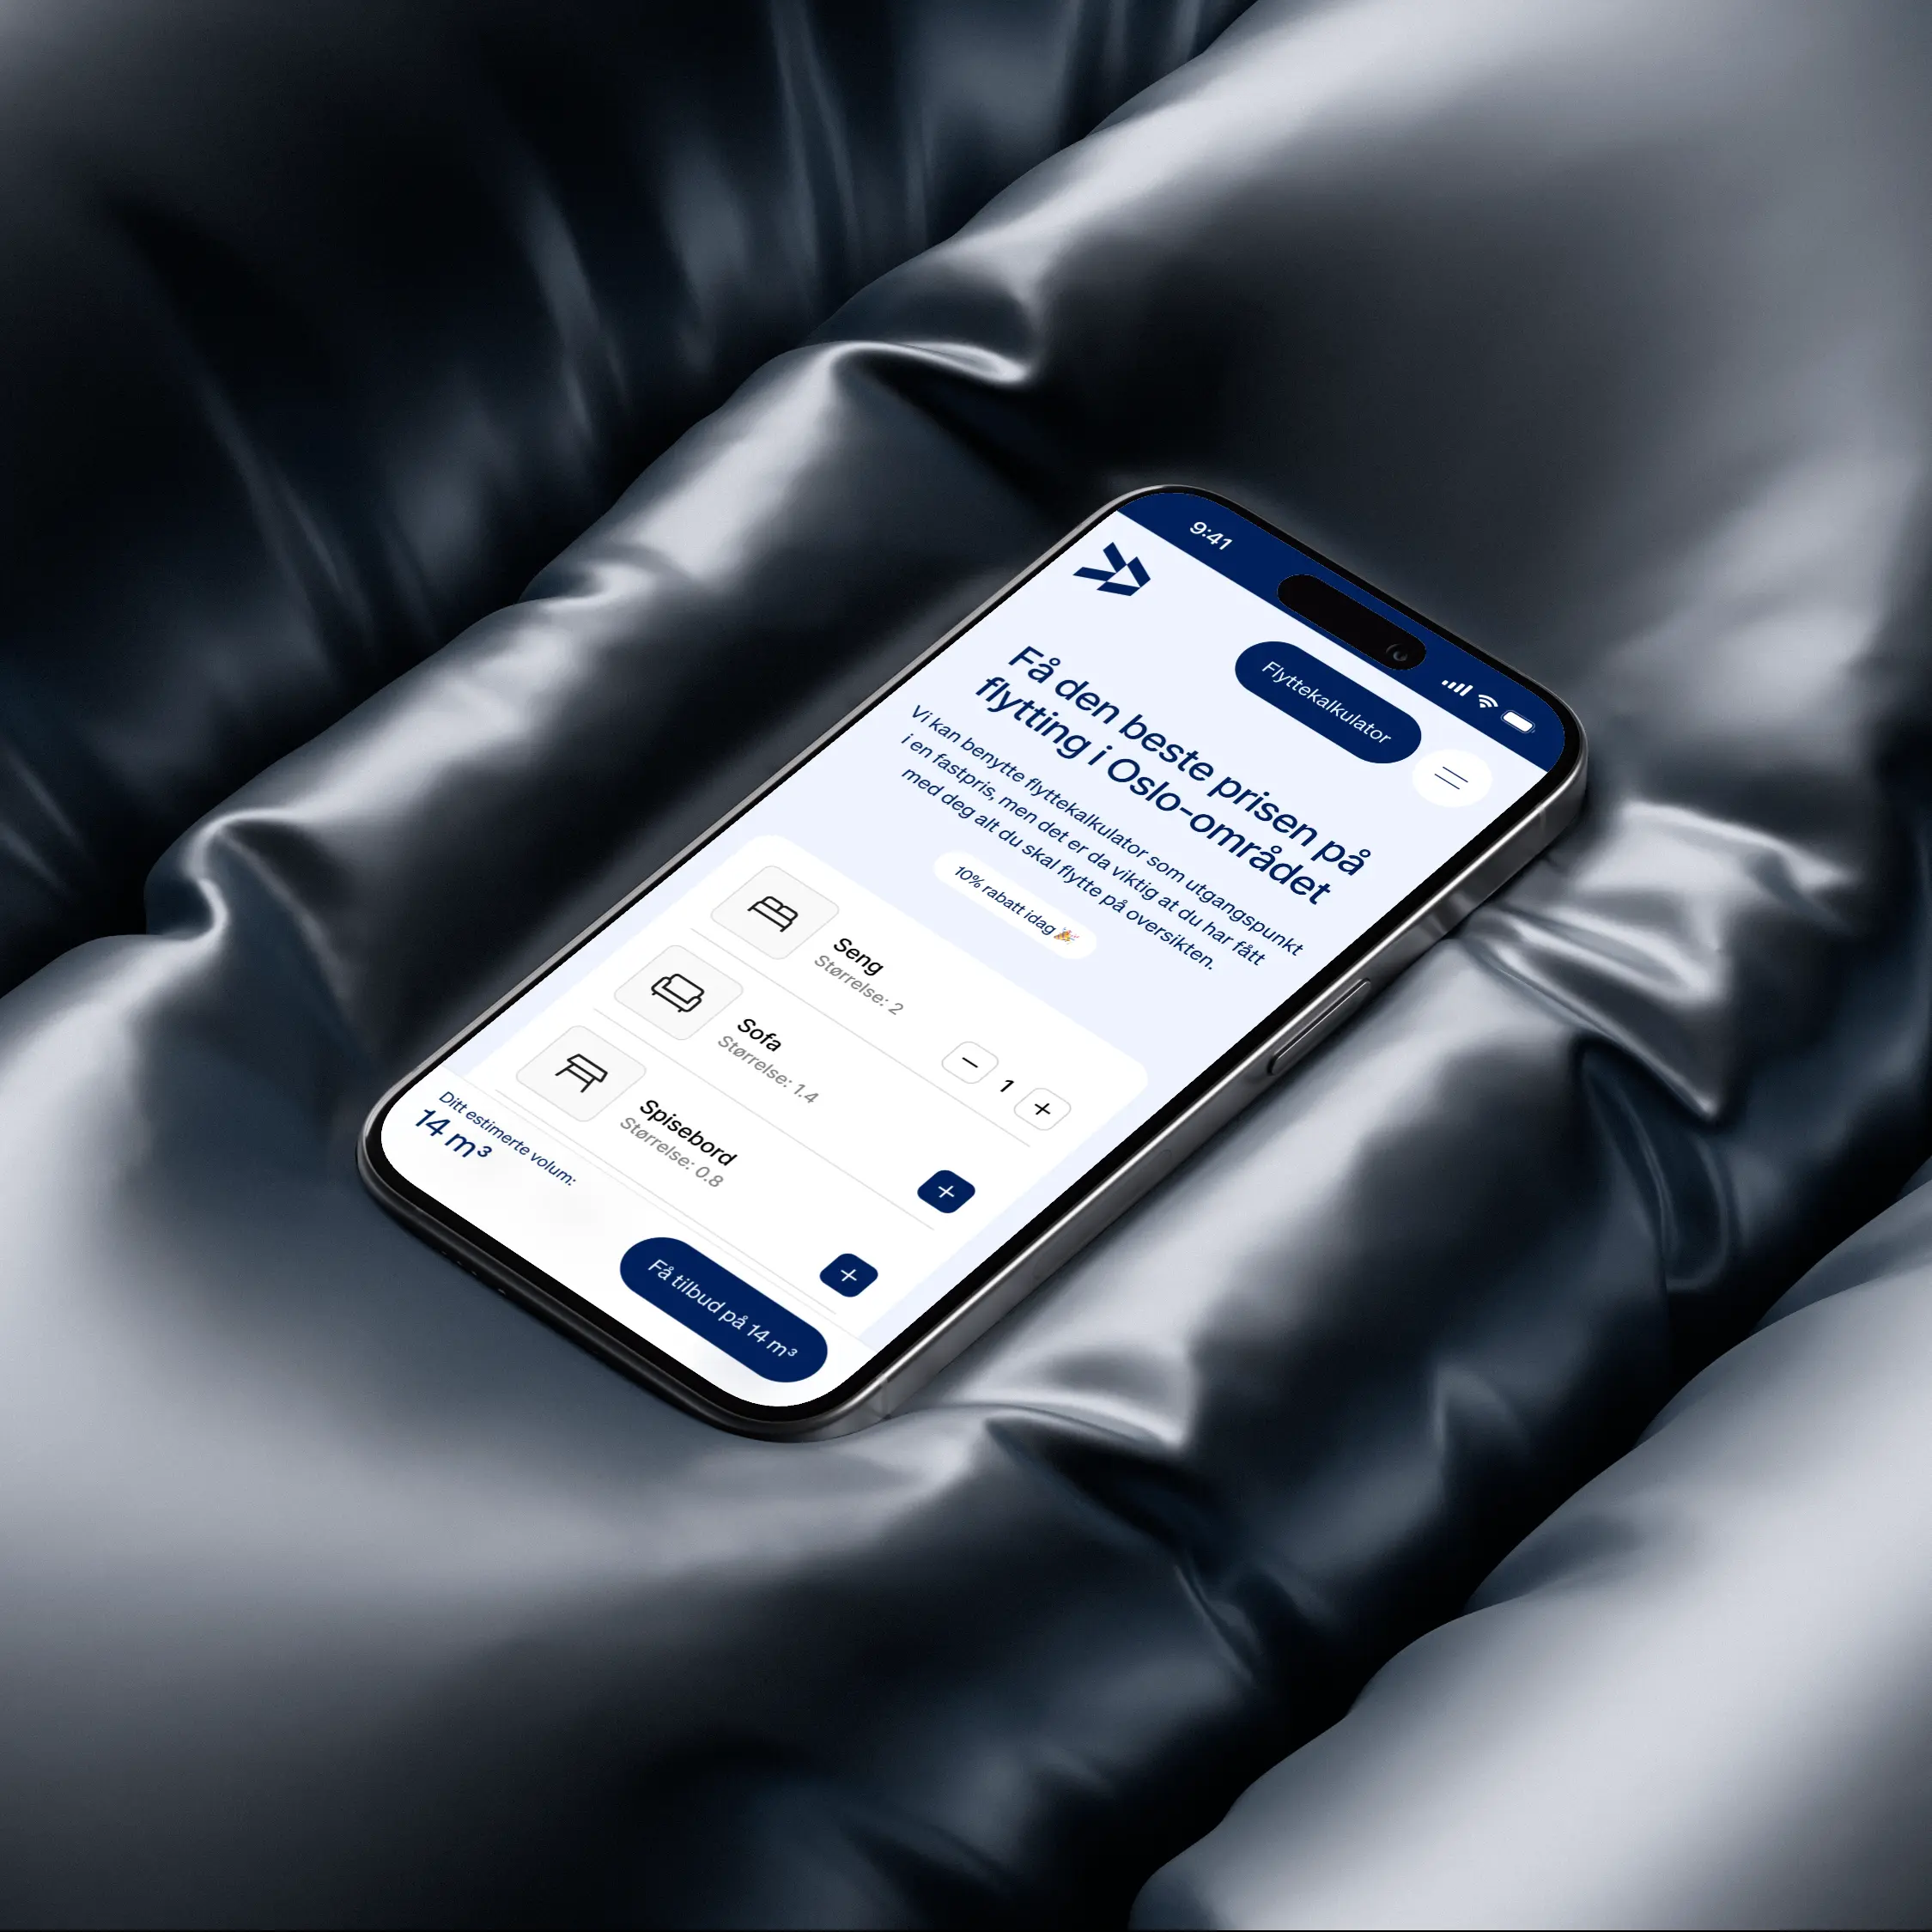 9:41
Flyttekalkulator
Få den beste prisen på
flytting i Oslo-området
Vi kan benytte flyttekalkulator som utgangspunkt
i en fastpris, men det er da viktig at du har fått
med deg alt du skal flytte på oversikten.
10% rabatt idag 🎉
Seng
Størrelse: 2
1
Sofa
Størrelse: 1.4
Spisebord
Størrelse: 0.8
Ditt estimerte volum:
14 m³
Få tilbud på 14 m³